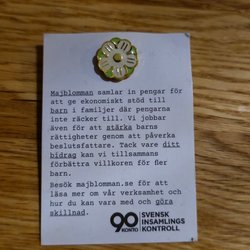 Majblomman samlar in pengar för
att ge ekonomiskt stöd till
barn i familjer där pengarna
inte räcker till. Vi jobbar
även för att stärka barns
rättigheter genom att påverka
beslutsfattare. Tack vare ditt
bidrag kan vi tillsammans
förbättra villkoren för fler
barn.
Besök majblomman.se för att
läsa mer om vår verksamhet och
hur du kan vara med och göra
skillnad.
90
KONTO
SVENSK
INSAMLINGS
KONTROLL